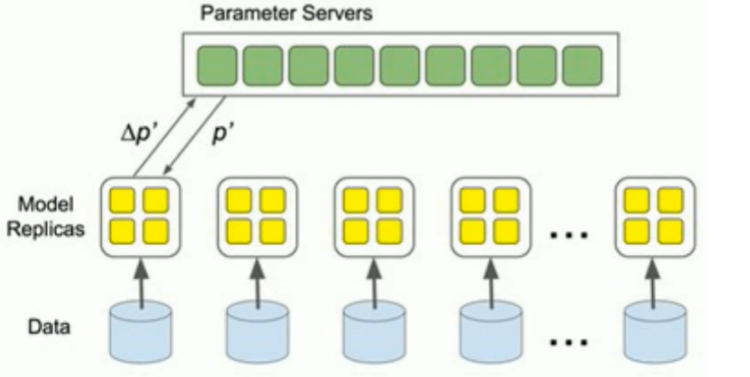 Parameter Servers
Δp’
p’
Model
Replicas
...
Data
...